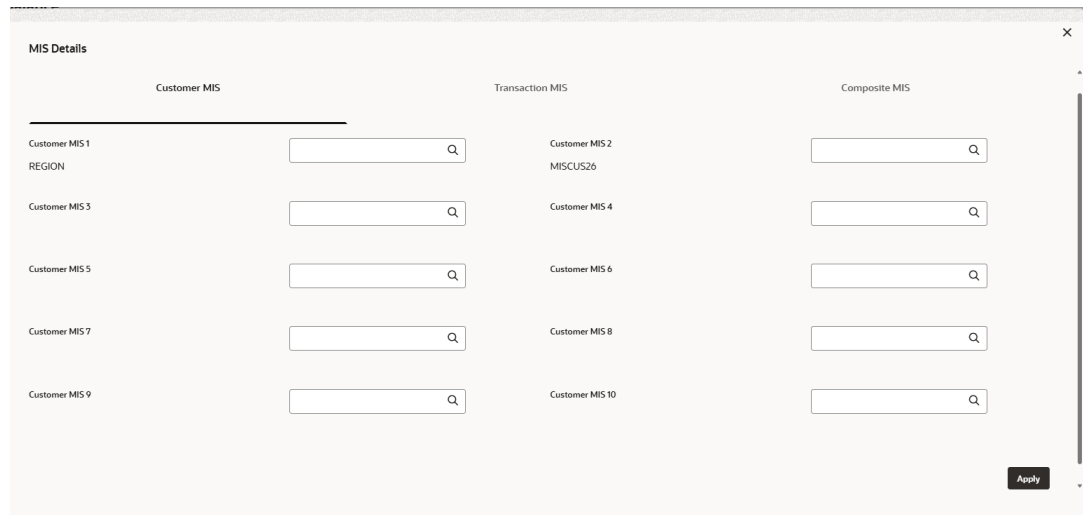 MIS Details
Customer MIS Transaction MIS Composite MIS
Customer MIS 1 Customer MIS 2
REGION MISCUS26
Customer MIS 3 Customer MIS 4
Customer MIS 5 Customer MIS 6
Customer MIS 7 Customer MIS 8
Customer MIS 9 Customer MIS 10
Apply